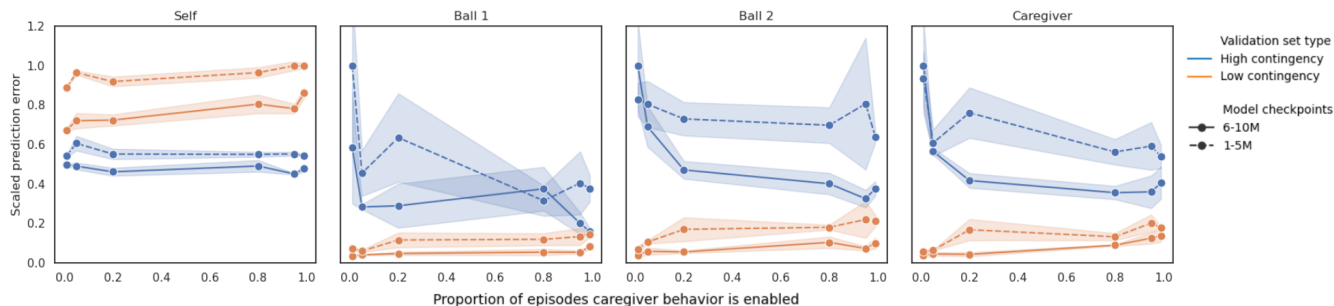 Self
Ball 1
Ball 2
Caregiver
Scaled prediction error
1.2
1.0
0.8
0.6
0.4
0.2
0.0
0.0 0.2 0.4 0.6 0.8 1.0
0.0 0.2 0.4 0.6 0.8 1.0
0.0 0.2 0.4 0.6 0.8 1.0
0.0 0.2 0.4 0.6 0.8 1.0
Proportion of episodes caregiver behavior is enabled
Validation set type
High contingency
Low contingency
Model checkpoints
6-10M
1-5M